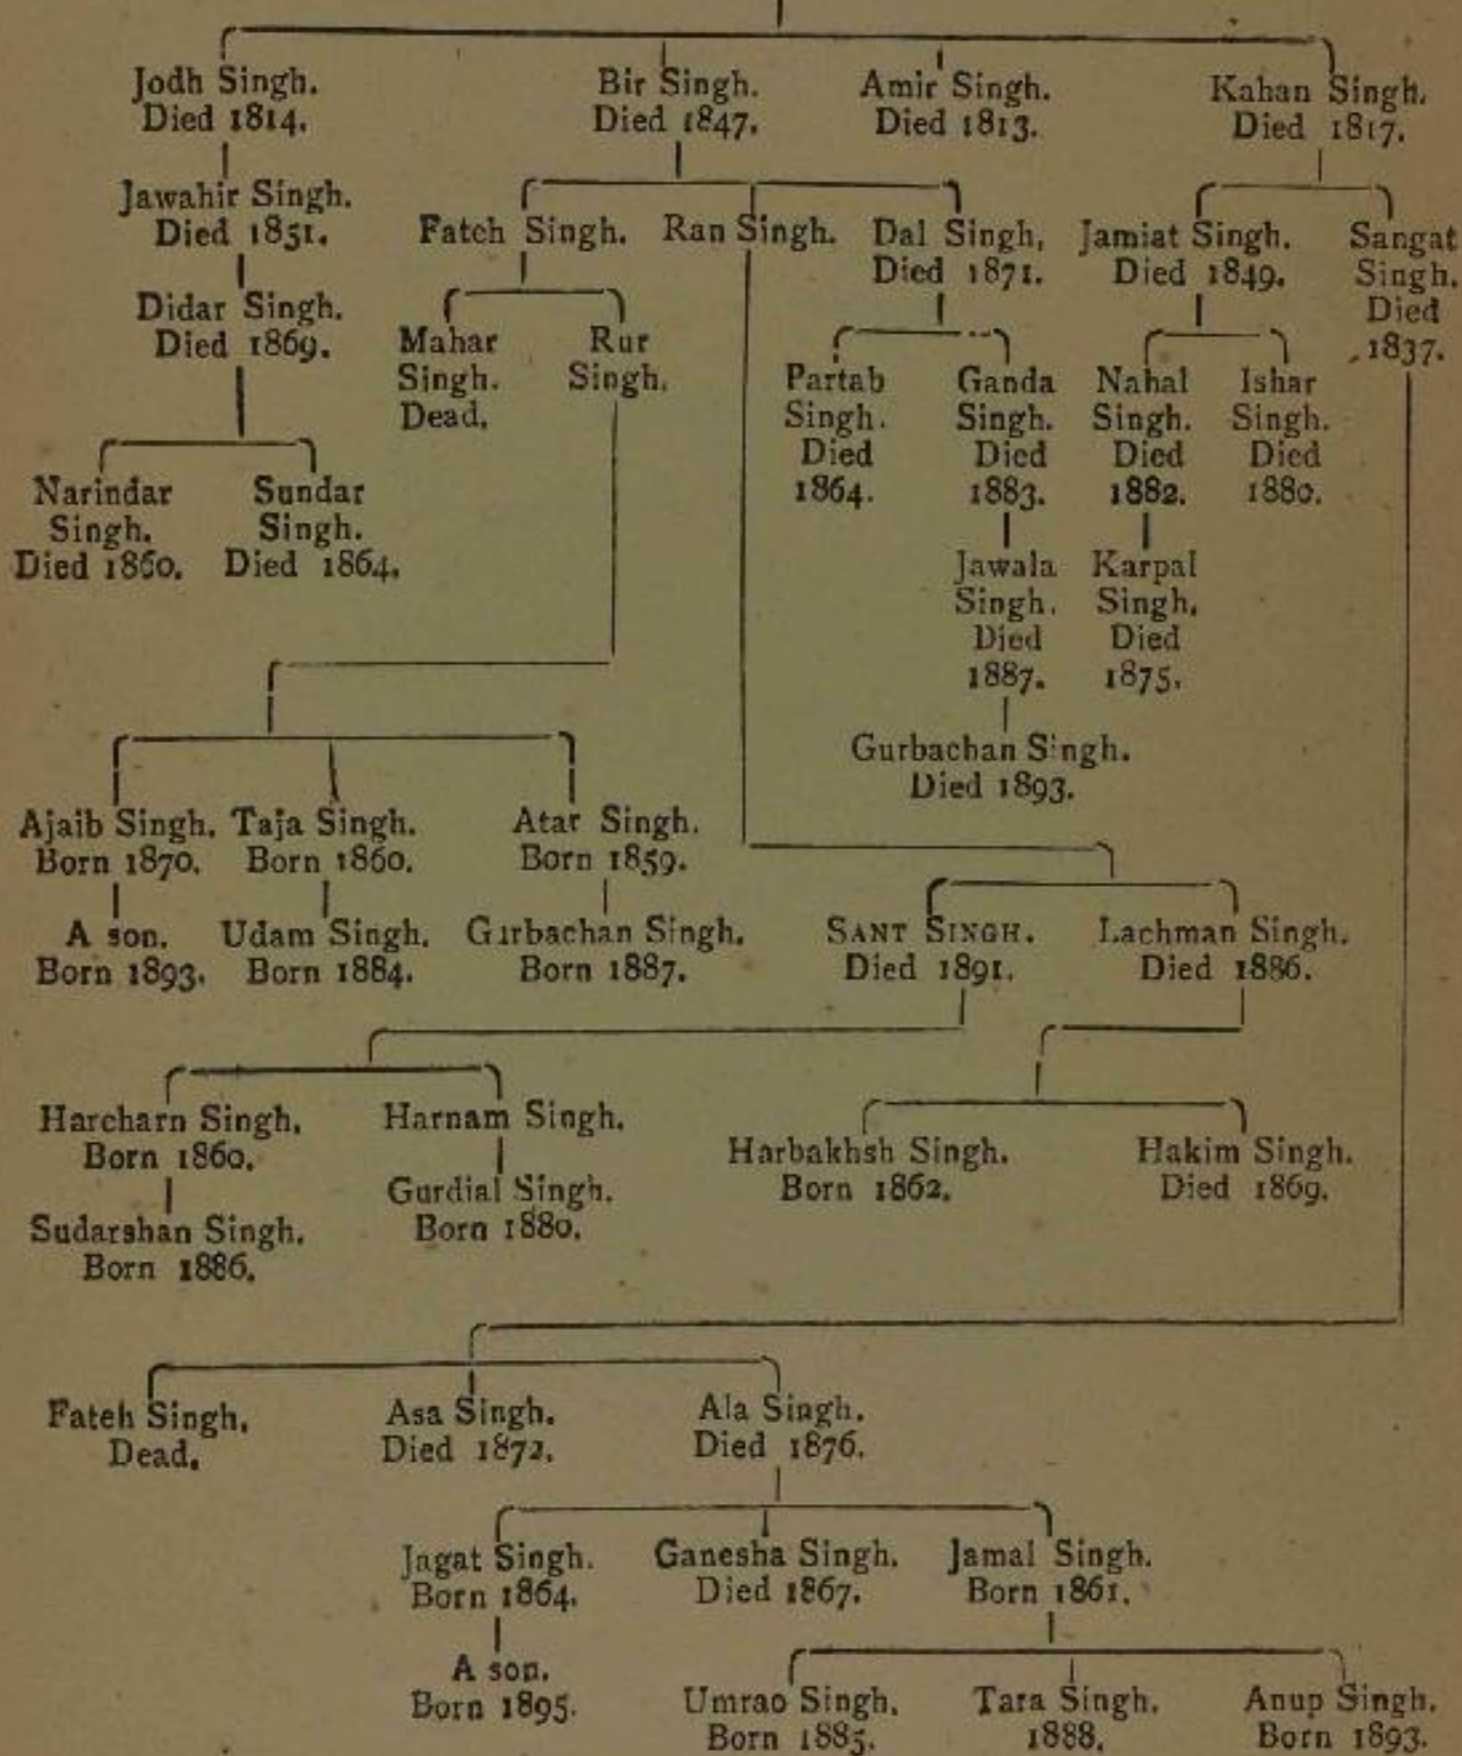 Jodh Singh.
Died 1814.
Bir Singh.
Died 1847.
Amir Singh.
Died 1813.
Kahan Singh.
Died 1817.
Jawahir Singh.
Died 1851.
Fateh Singh.
Ran Singh.
Dal Singh,
Died 1871.
Jamiat Singh.
Died 1849.
Sangat
Singh.
Died
1837.
Didar Singh.
Died 1869.
Mahar
Singh.
Dead.
Rur
Singh.
Partab
Singh.
Died
1864.
Ganda
Singh.
Died
1883.
Nahal
Singh.
Died
1882.
Ishar
Singh.
Died
1880.
Narindar
Singh.
Died 1860.
Sundar
Singh.
Died 1864.
Jawala
Singh.
Died
1887.
Karpal
Singh.
Died
1875.
Gurbachan Singh.
Died 1893.
Ajaib Singh.
Born 1870.
Taja Singh.
Born 1860.
Atar Singh.
Born 1859.
A son.
Born 1893.
Udam Singh.
Born 1884.
Gurbachan Singh.
Born 1887.
SANT SINGH.
Died 1891.
Lachman Singh.
Died 1886.
Harcharn Singh.
Born 1860.
Harnam Singh.
Harbakhsh Singh.
Born 1862.
Hakim Singh.
Died 1869.
Sudarshan Singh.
Born 1886.
Gurdial Singh.
Born 1880.
Fateh Singh.
Dead.
Asa Singh.
Died 1872.
Ala Singh.
Died 1876.
Jagat Singh.
Born 1864.
Ganesha Singh.
Died 1867.
Jamal Singh.
Born 1861.
A son.
Born 1895.
Umrao Singh.
Born 1885.
Tara Singh.
1888.
Anup Singh.
Born 1893.